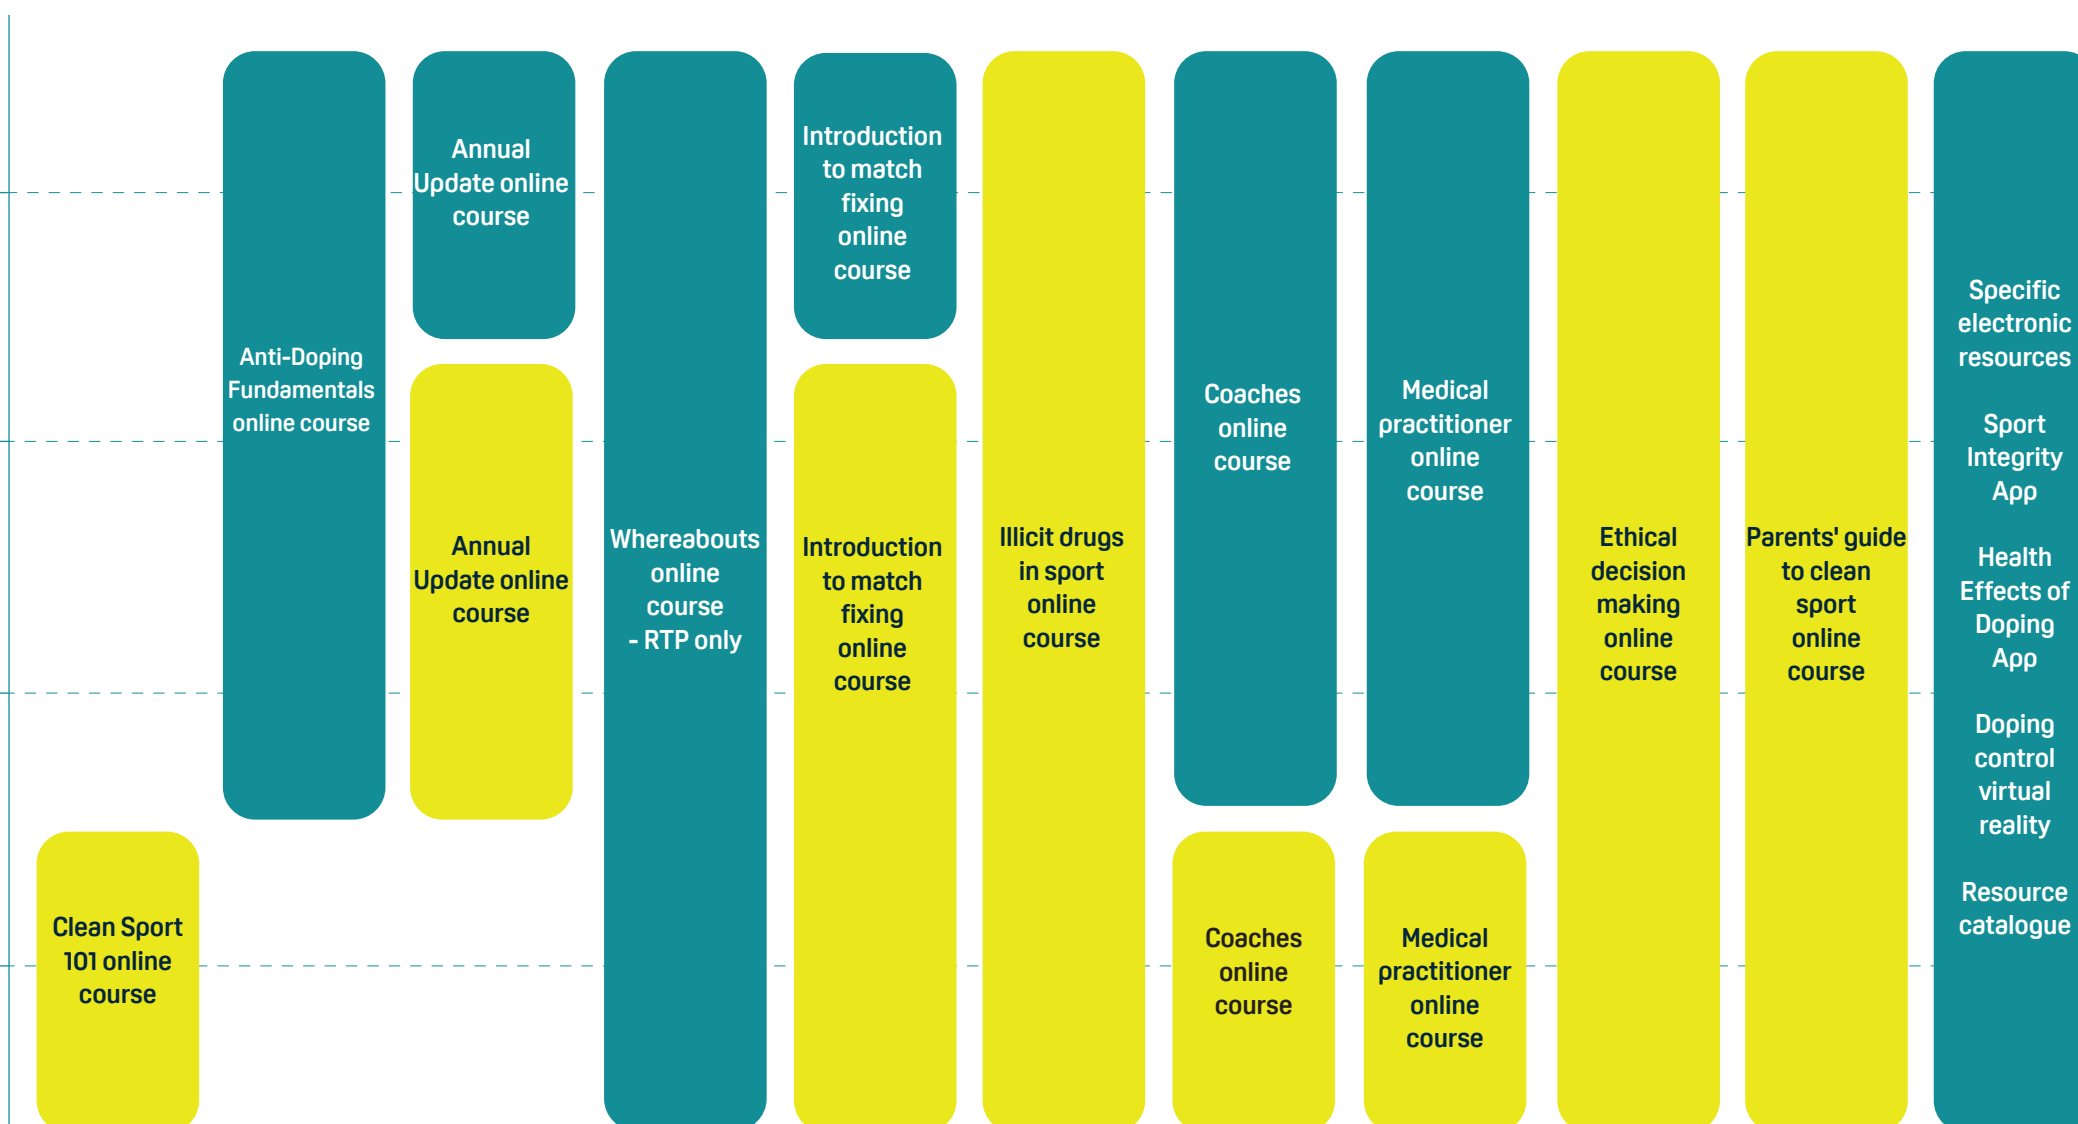 Clean Sport
101 online
course
Anti-Doping
Fundamentals
online course
Annual
Update online
course
Annual
Update online
course
Whereabouts
online
course
- RTP only
Introduction
to match
fixing
online
course
Introduction
to match
fixing
online
course
Illicit drugs
in sport
online
course
Coaches
online
course
Coaches
online
course
Medical
practitioner
online
course
Medical
practitioner
online
course
Ethical
decision
making
online
course
Parents' guide
to clean
sport
online
course
Specific
electronic
resources
Sport
Integrity
App
Health
Effects of
Doping
App
Doping
control
virtual
reality
Resource
catalogue